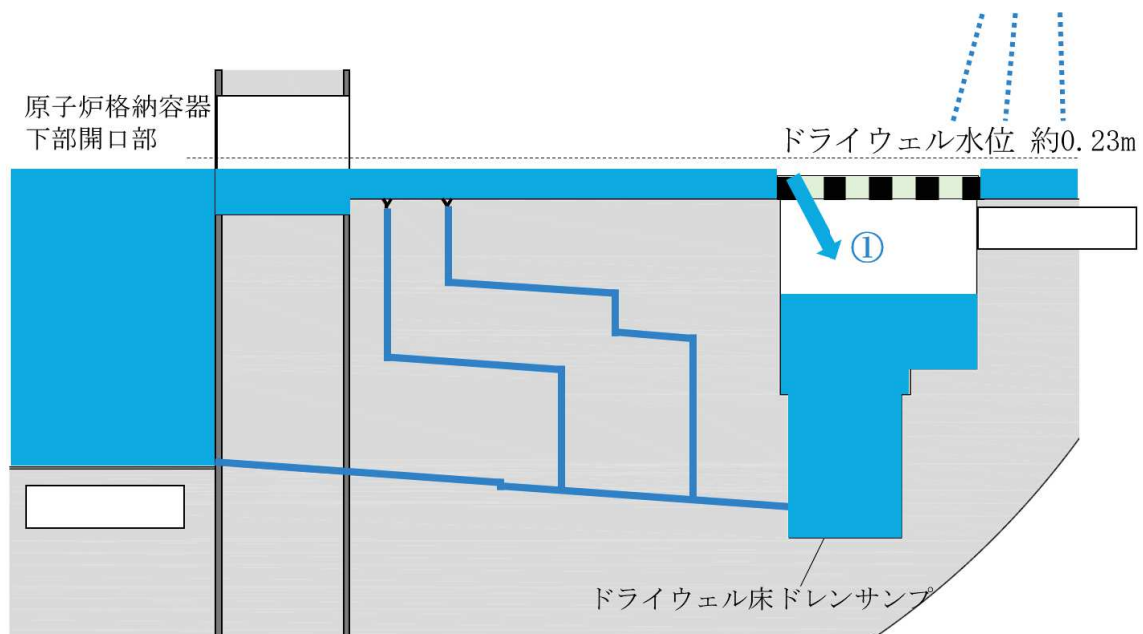 原子炉格納容器
下部開口部
ドライウェル水位 約0.23m
①
ドライウェル床ドレンサンプ